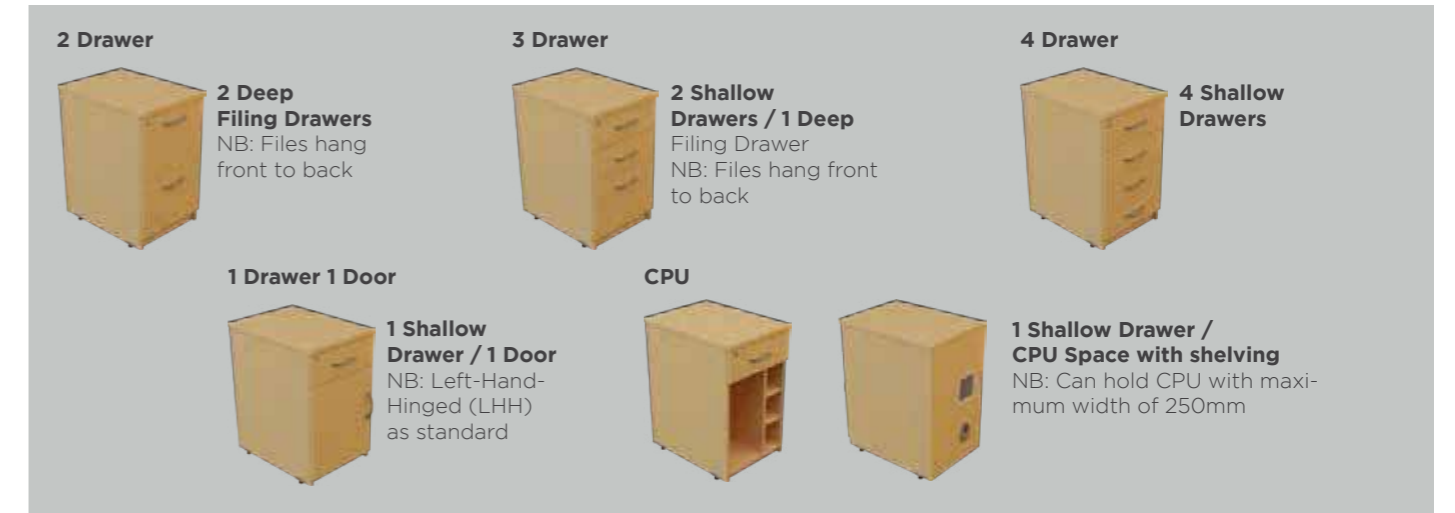 2 Drawer
2 Deep
Filing Drawers
NB: Files hang
front to back
3 Drawer
2 Shallow
Drawers / 1 Deep
Filing Drawer
NB: Files hang front
to back
4 Drawer
4 Shallow
Drawers
1 Drawer 1 Door
1 Shallow
Drawer / 1 Door
NB: Left-Hand-
Hinged (LHH)
as standard
CPU
1 Shallow Drawer /
CPU Space with shelving
NB: Can hold CPU with maxi-
mum width of 250mm